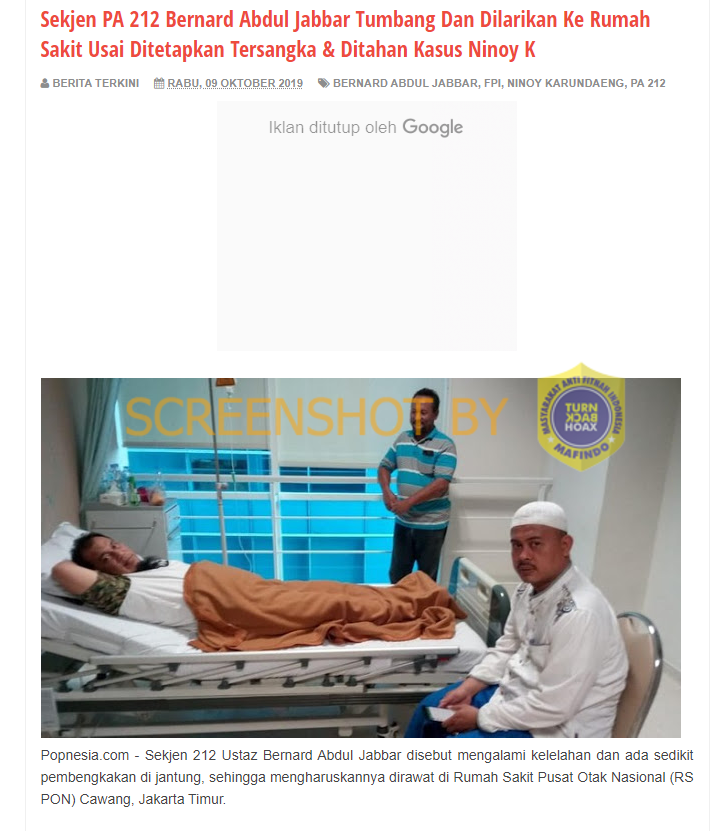 Sekjen PA 212 Bernard Abdul Jabbar Tumbang Dan Dilarikan Ke Rumah
Sakit Usai Ditetapkan Tersangka & Ditahan Kasus Ninoy K
BERITA TERKINI RABU, 09 OKTOBER 2019 BERNARD ABDUL JABBAR, FPI, NINOY KARUNDAENG, PA 212
Iklan ditutup oleh Google
SCREENSHOT BY
MASYARAKAT ANTI FITNAH INDONESIA
TURN
BACK
HOAX
MAFINDO
Popnesia.com - Sekjen 212 Ustaz Bernard Abdul Jabbar disebut mengalami kelelahan dan ada sedikit
pembengkakan di jantung, sehingga mengharuskannya dirawat di Rumah Sakit Pusat Otak Nasional (RS
PON) Cawang, Jakarta Timur.